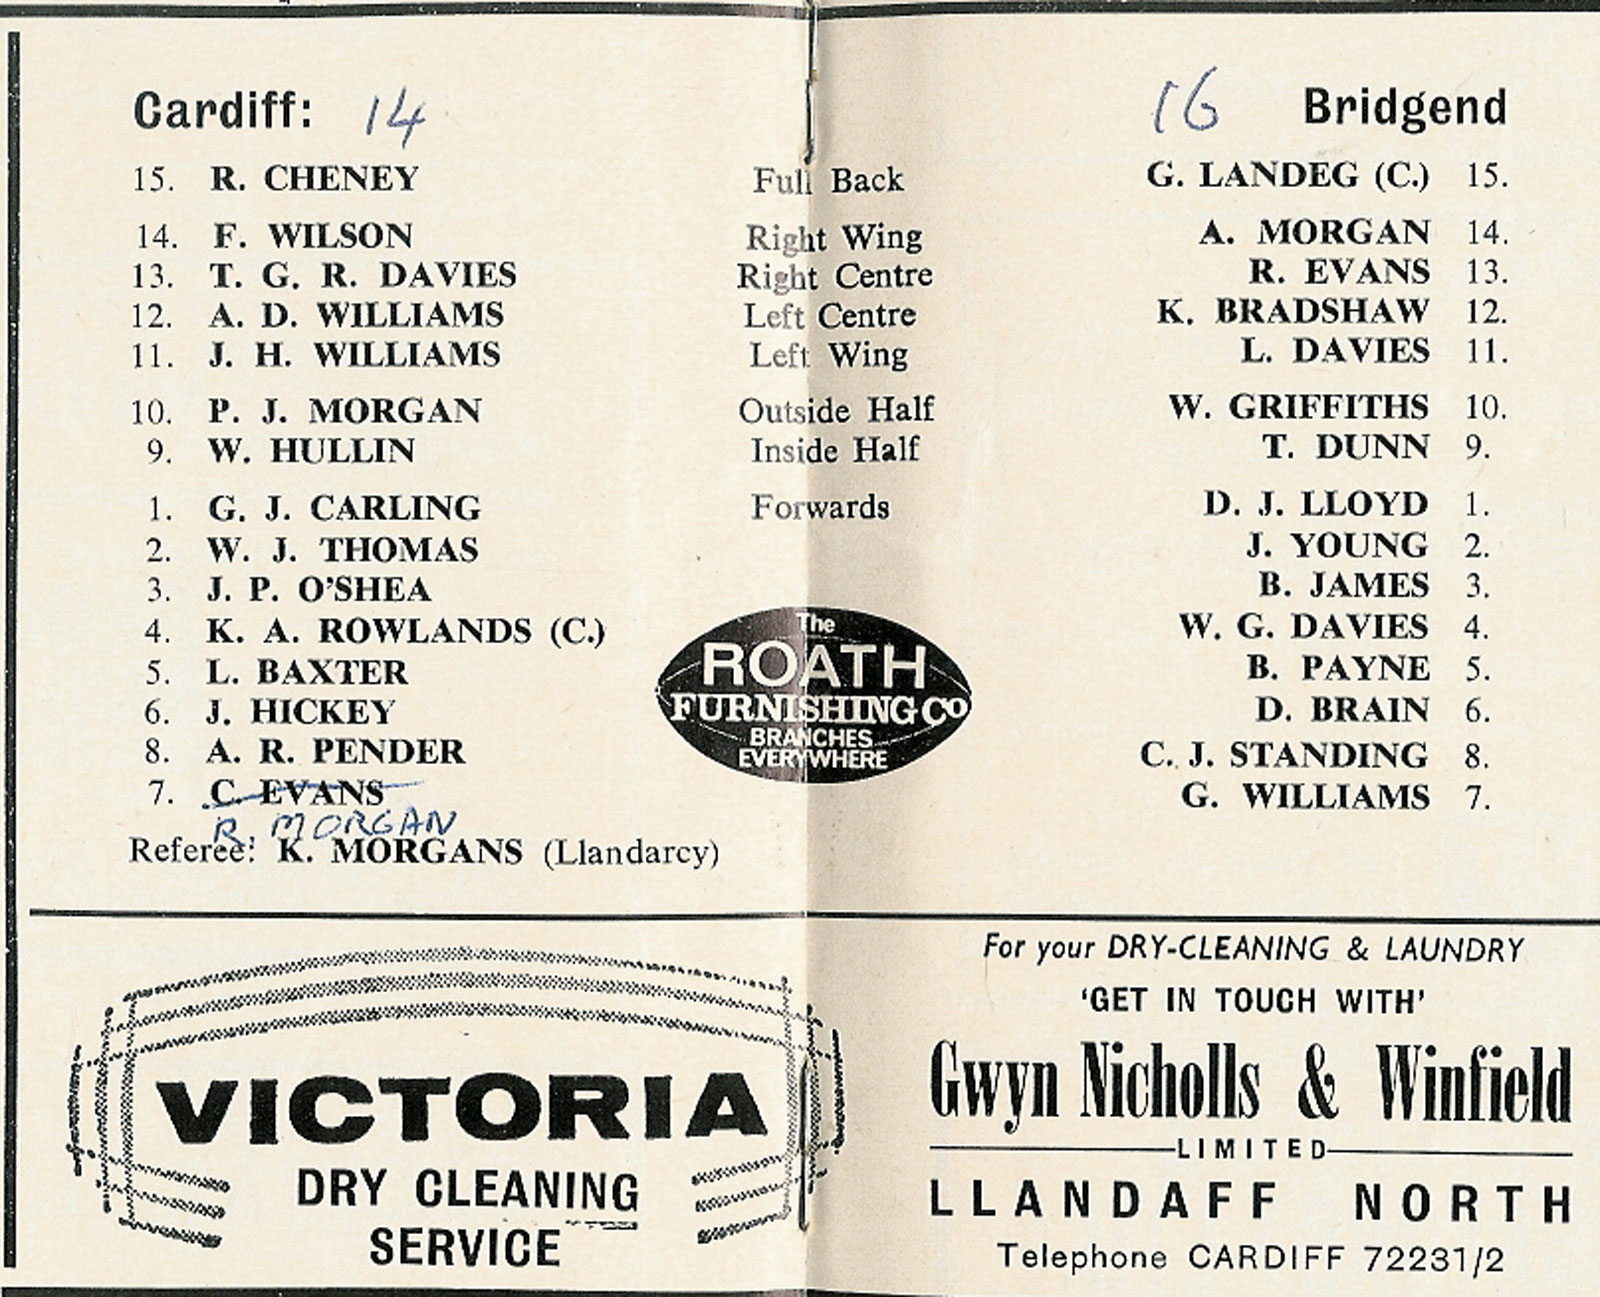 Cardiff: 14
16 Bridgend
15. R. CHENEY Full Back G. LANDEG (C.) 15.
14. F. WILSON Right Wing A. MORGAN 14.
13. T. G. R. DAVIES Right Centre R. EVANS 13.
12. A. D. WILLIAMS Left Centre K. BRADSHAW 12.
11. J. H. WILLIAMS Left Wing L. DAVIES 11.
10. P. J. MORGAN Outside Half W. GRIFFITHS 10.
9. W. HULLIN Inside Half T. DUNN 9.
1. G. J. CARLING Forwards D. J. LLOYD 1.
2. W. J. THOMAS J. YOUNG 2.
3. J. P. O'SHEA B. JAMES 3.
4. K. A. ROWLANDS (C.) W. G. DAVIES 4.
5. L. BAXTER B. PAYNE 5.
6. J. HICKEY D. BRAIN 6.
8. A. R. PENDER C. J. STANDING 8.
7. C. EVANS G. WILLIAMS 7.
R. MORGAN
Referee: K. MORGANS (Llandarcy)
The
ROATH
FURNISHING Co
BRANCHES
EVERYWHERE
VICTORIA
DRY CLEANING
SERVICE
For your DRY-CLEANING & LAUNDRY
'GET IN TOUCH WITH'
Gwyn Nicholls & Winfield
LIMITED
LLANDAFF NORTH
Telephone CARDIFF 72231/2